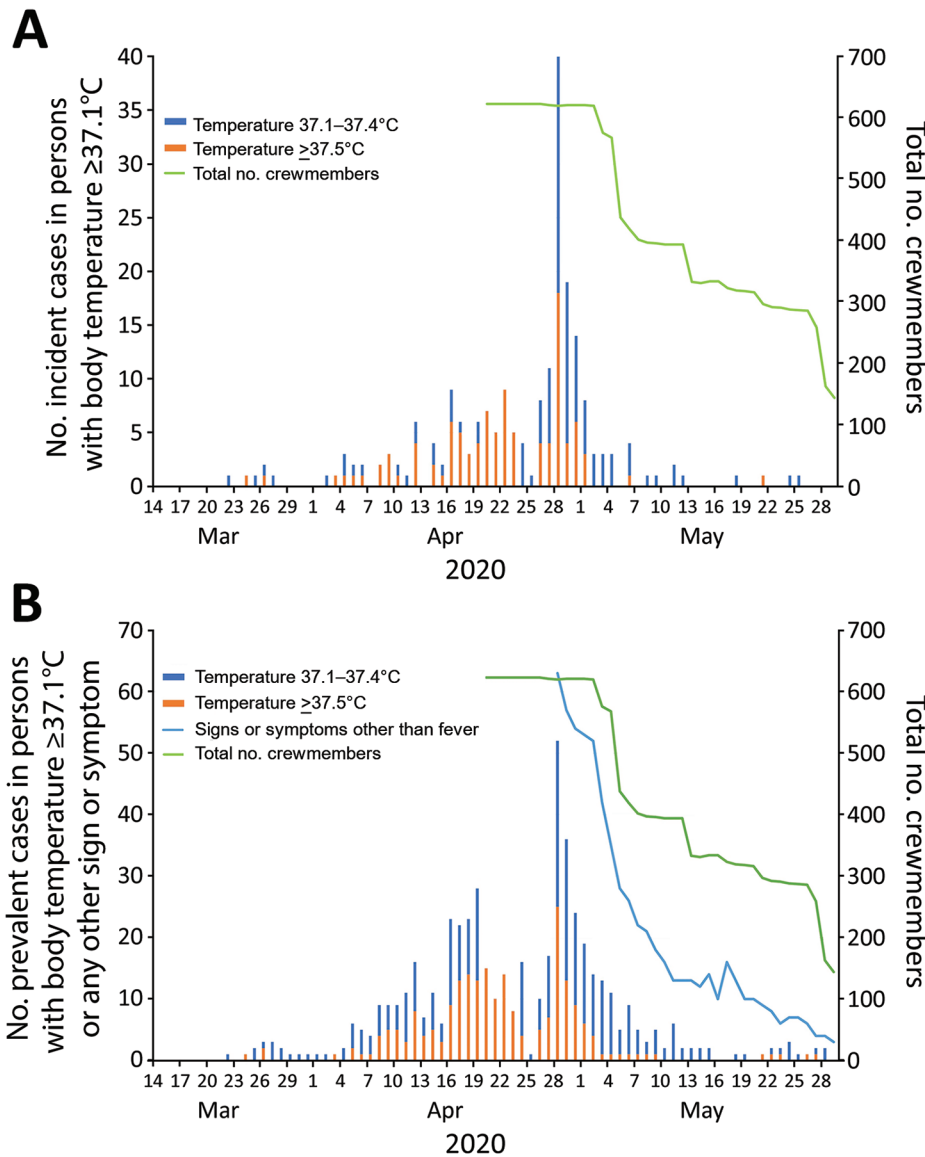 A
No. incident cases in persons
with body temperature ≥37.1°C
40
35
30
25
20
15
10
5
0
Temperature 37.1–37.4°C
Temperature ≥37.5°C
Total no. crewmembers
700
600
500
400
300
200
100
0
Total no. crewmembers
14 17 20 23 26 29 1 4 7 10 13 16 19 22 25 28 1 4 7 10 13 16 19 22 25 28
Mar Apr May
2020
B
No. prevalent cases in persons
with body temperature ≥37.1°C
or any other sign or symptom
70
60
50
40
30
20
10
0
Temperature 37.1–37.4°C
Temperature ≥37.5°C
Signs or symptoms other than fever
Total no. crewmembers
700
600
500
400
300
200
100
0
Total no. crewmembers
14 17 20 23 26 29 1 4 7 10 13 16 19 22 25 28 1 4 7 10 13 16 19 22 25 28
Mar Apr May
2020